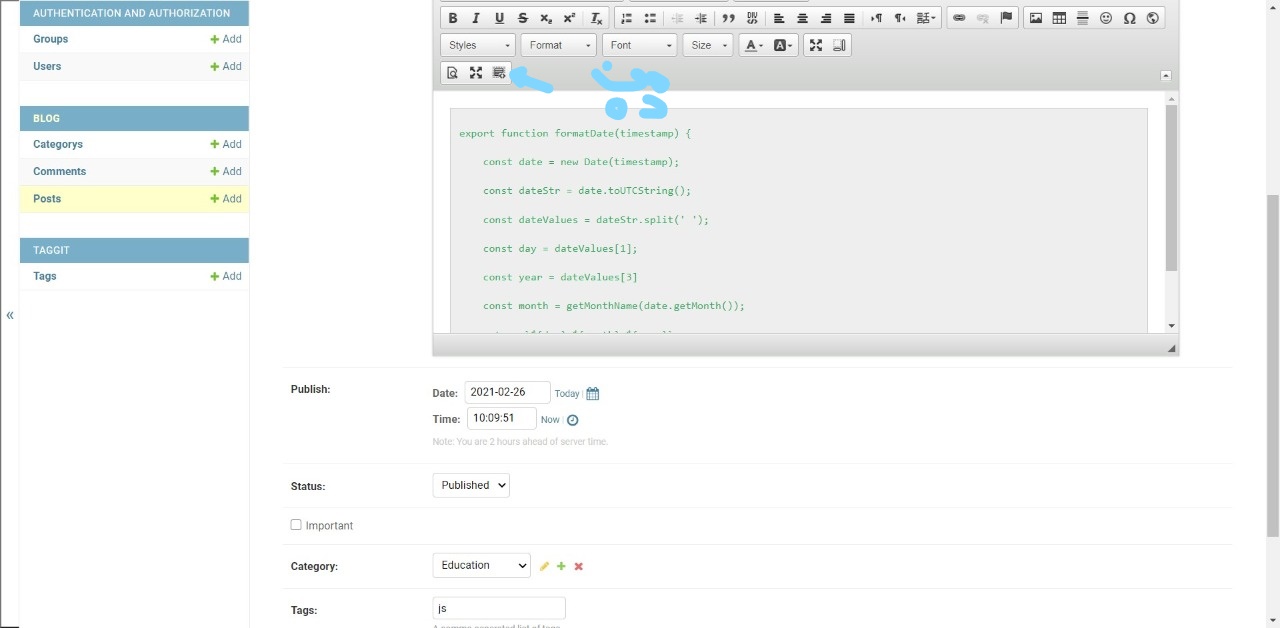 AUTHENTICATION AND AUTHORIZATION
Groups
Add
Users
Add
BLOG
Categorys
Add
Comments
Add
Posts
Add
TAGGIT
Tags
Add
«
B I U S x₂ x² Tx
Styles
Format
Font
Size
A
A
export function formatDate(timestamp) {
const date = new Date(timestamp);
const dateStr = date.toUTCString();
const dateValues = dateStr.split(' ');
const day = dateValues[1];
const year = dateValues[3]
const month = getMonthName(date.getMonth());
Publish:
Date: 2021-02-26 Today |
Time: 10:09:51 Now |
Note: You are 2 hours ahead of server time.
Status: Published
Important
Category: Education
Tags: js